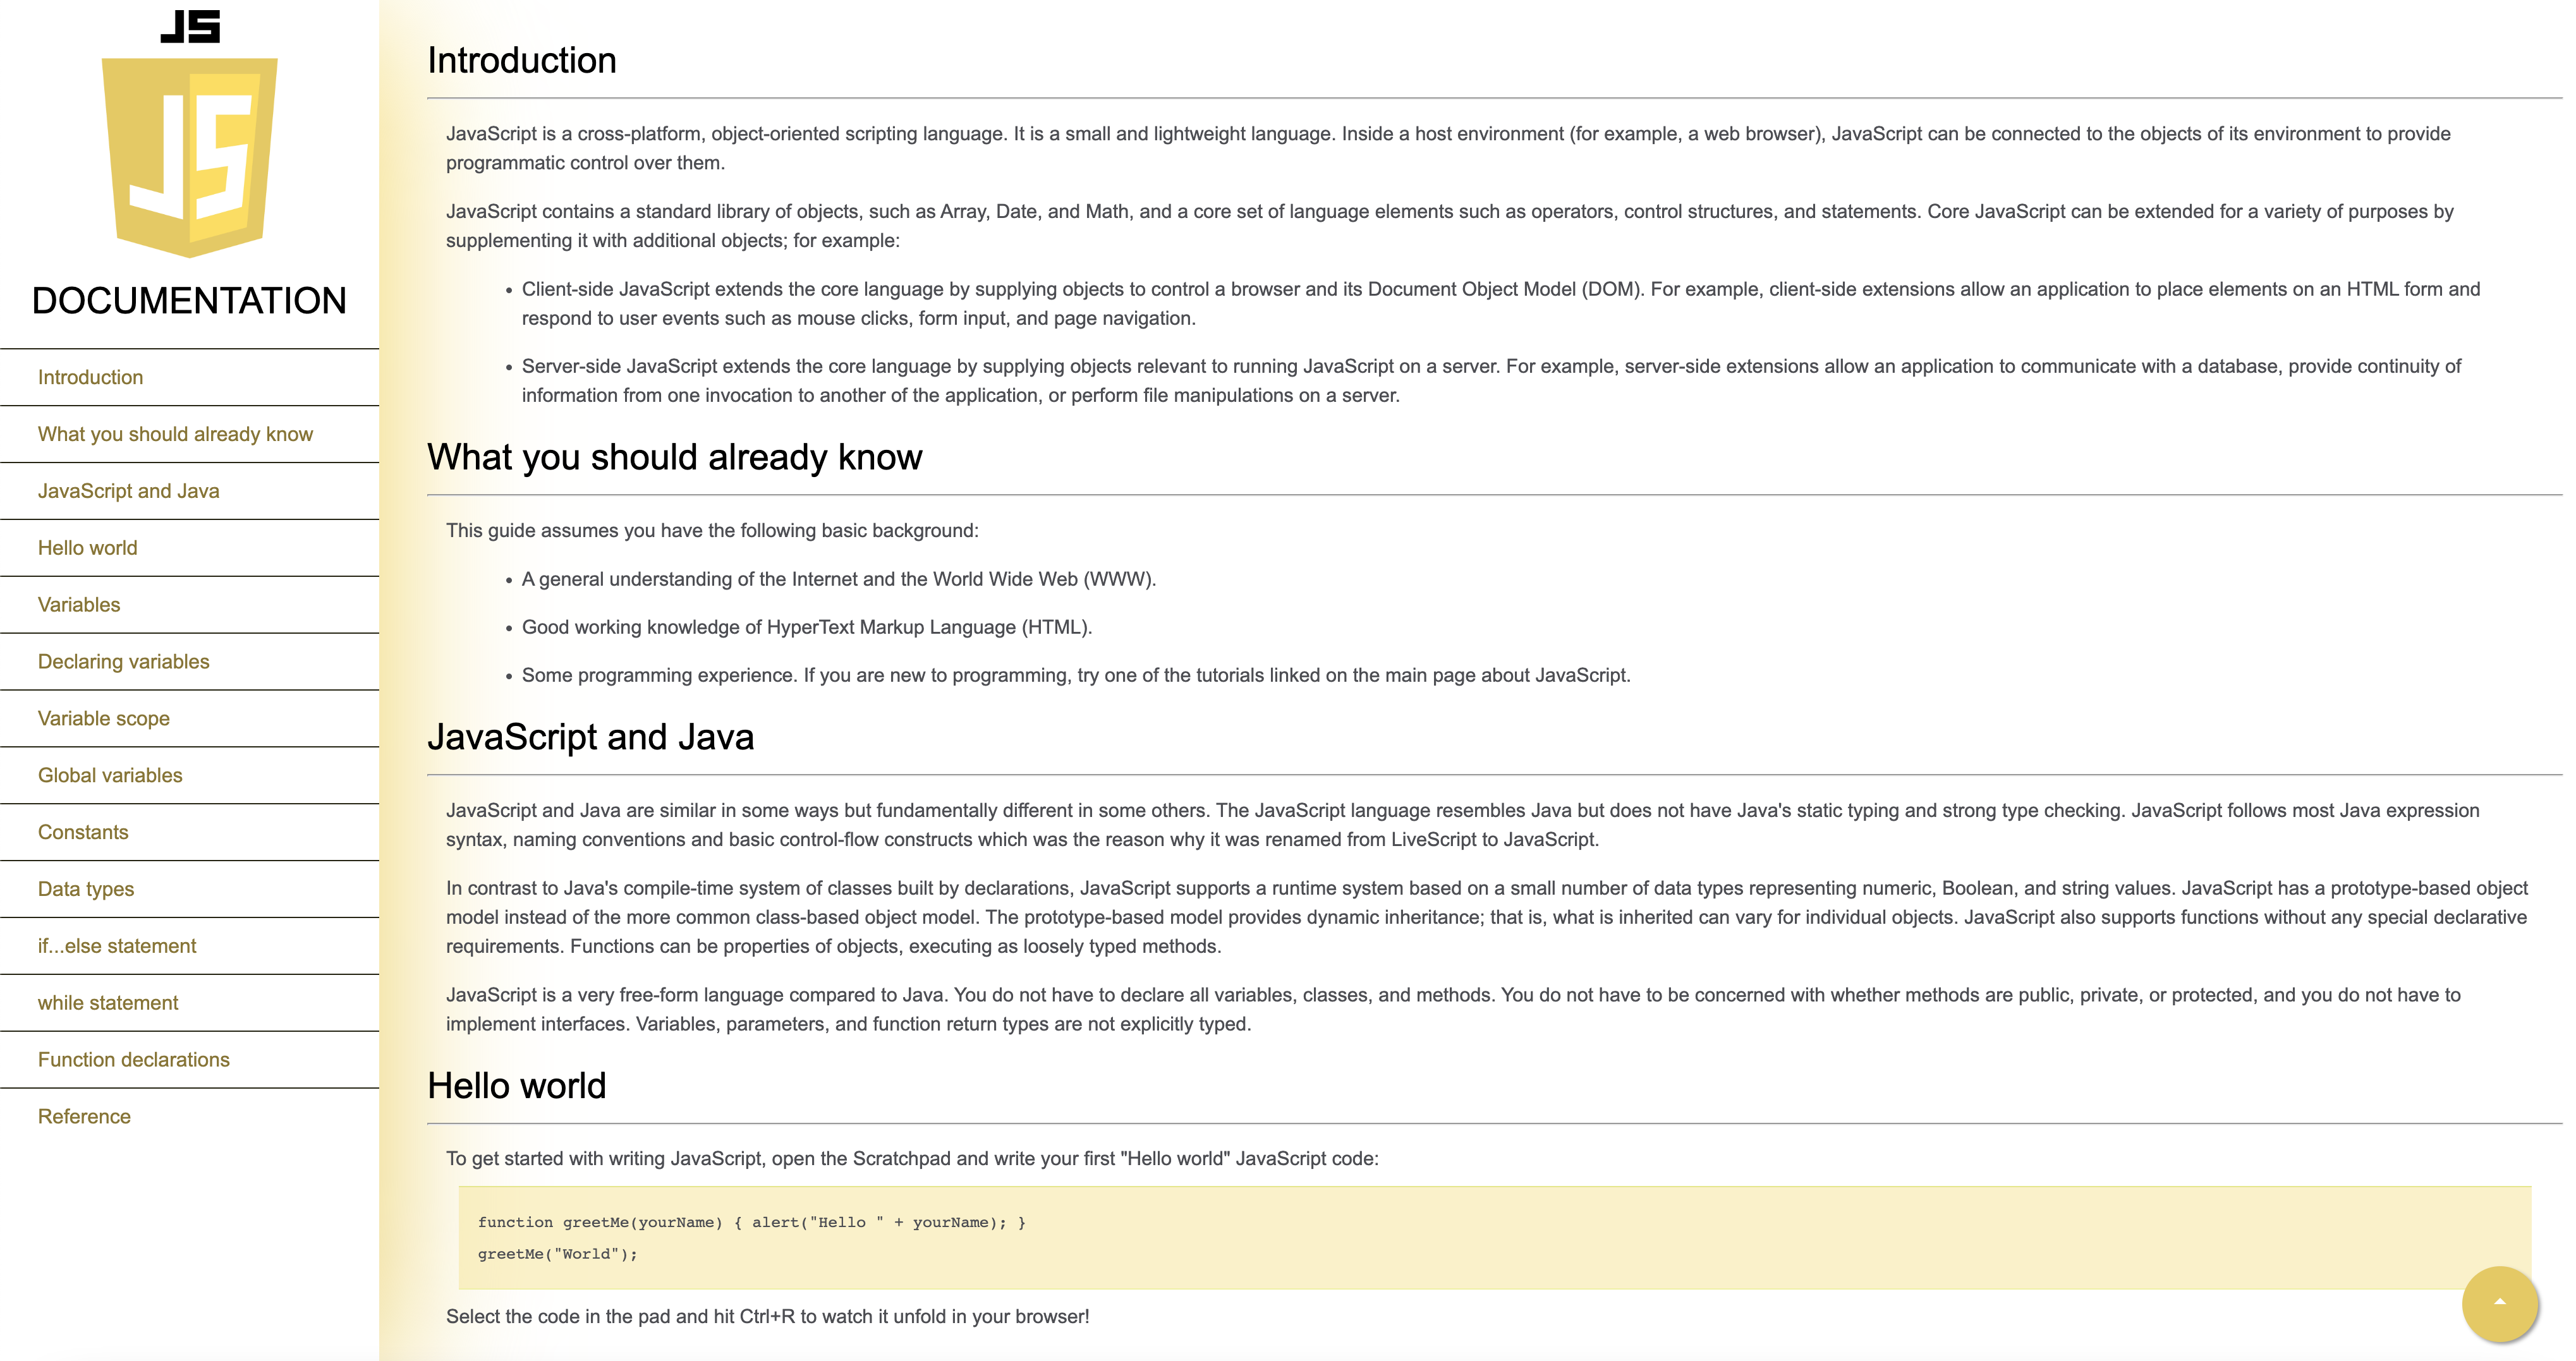 JS
JS
DOCUMENTATION
Introduction
What you should already know
JavaScript and Java
Hello world
Variables
Declaring variables
Variable scope
Global variables
Constants
Data types
if...else statement
while statement
Function declarations
Reference
Introduction
JavaScript is a cross-platform, object-oriented scripting language. It is a small and lightweight language. Inside a host environment (for example, a web browser), JavaScript can be connected to the objects of its environment to provide
programmatic control over them.
JavaScript contains a standard library of objects, such as Array, Date, and Math, and a core set of language elements such as operators, control structures, and statements. Core JavaScript can be extended for a variety of purposes by
supplementing it with additional objects; for example:
• Client-side JavaScript extends the core language by supplying objects to control a browser and its Document Object Model (DOM). For example, client-side extensions allow an application to place elements on an HTML form and
respond to user events such as mouse clicks, form input, and page navigation.
• Server-side JavaScript extends the core language by supplying objects relevant to running JavaScript on a server. For example, server-side extensions allow an application to communicate with a database, provide continuity of
information from one invocation to another of the application, or perform file manipulations on a server.
What you should already know
This guide assumes you have the following basic background:
• A general understanding of the Internet and the World Wide Web (WWW).
• Good working knowledge of HyperText Markup Language (HTML).
• Some programming experience. If you are new to programming, try one of the tutorials linked on the main page about JavaScript.
JavaScript and Java
JavaScript and Java are similar in some ways but fundamentally different in some others. The JavaScript language resembles Java but does not have Java's static typing and strong type checking. JavaScript follows most Java expression
syntax, naming conventions and basic control-flow constructs which was the reason why it was renamed from LiveScript to JavaScript.
In contrast to Java's compile-time system of classes built by declarations, JavaScript supports a runtime system based on a small number of data types representing numeric, Boolean, and string values. JavaScript has a prototype-based object
model instead of the more common class-based object model. The prototype-based model provides dynamic inheritance; that is, what is inherited can vary for individual objects. JavaScript also supports functions without any special declarative
requirements. Functions can be properties of objects, executing as loosely typed methods.
JavaScript is a very free-form language compared to Java. You do not have to declare all variables, classes, and methods. You do not have to be concerned with whether methods are public, private, or protected, and you do not have to
implement interfaces. Variables, parameters, and function return types are not explicitly typed.
Hello world
To get started with writing JavaScript, open the Scratchpad and write your first "Hello world" JavaScript code:
function greetMe(yourName) { alert("Hello " + yourName); }
greetMe("World");
Select the code in the pad and hit Ctrl+R to watch it unfold in your browser!